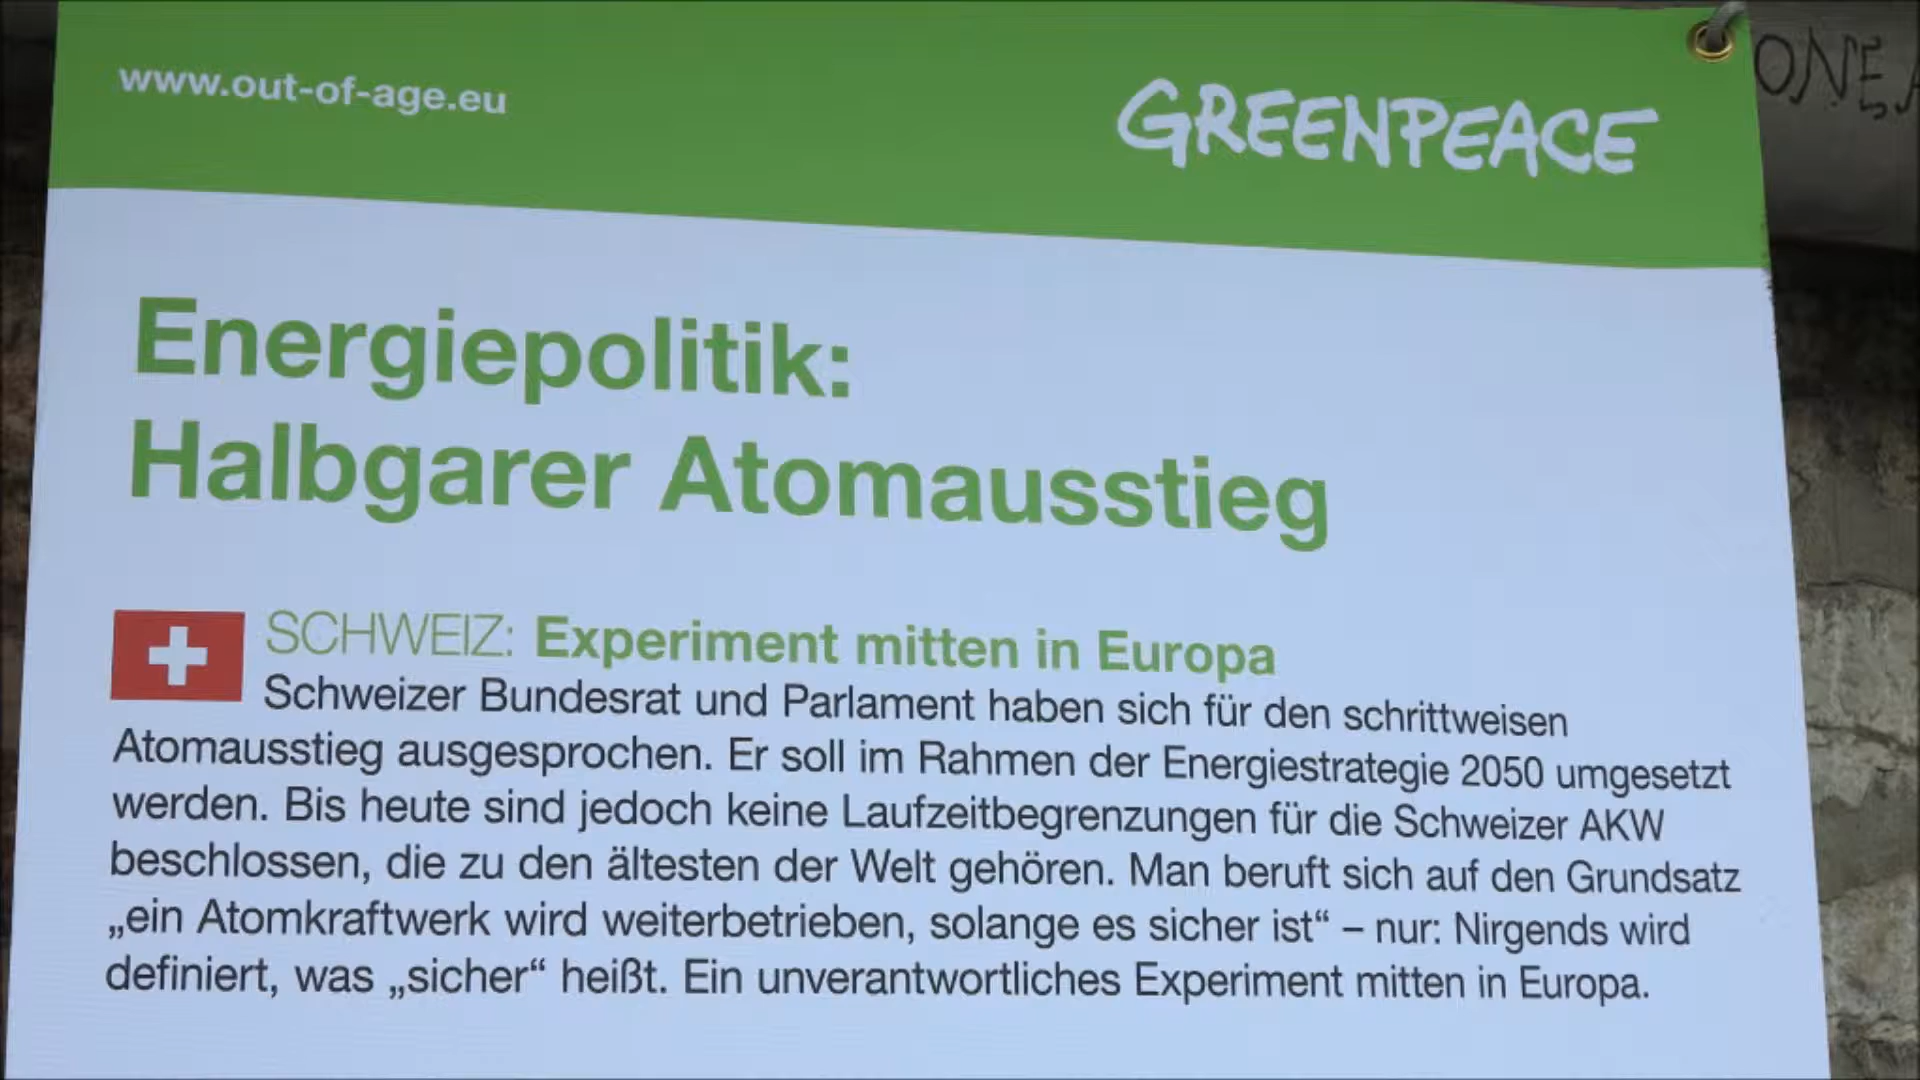 www.out-of-age.eu
GREENPEACE
ONE
Energiepolitik:
Halbgarer Atomausstieg
SCHWEIZ: Experiment mitten in Europa
Schweizer Bundesrat und Parlament haben sich für den schrittweisen
Atomausstieg ausgesprochen. Er soll im Rahmen der Energiestrategie 2050 umgesetzt
werden. Bis heute sind jedoch keine Laufzeitbegrenzungen für die Schweizer AKW
beschlossen, die zu den ältesten der Welt gehören. Man beruft sich auf den Grundsatz
„ein Atomkraftwerk wird weiterbetrieben, solange es sicher ist“ – nur: Nirgends wird
definiert, was „sicher“ heißt. Ein unverantwortliches Experiment mitten in Europa.